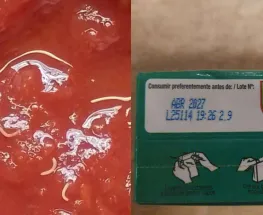 Consumir preferentemente antes de: / Lote Nº:
ABR 2027
L25114 19:26 2.9